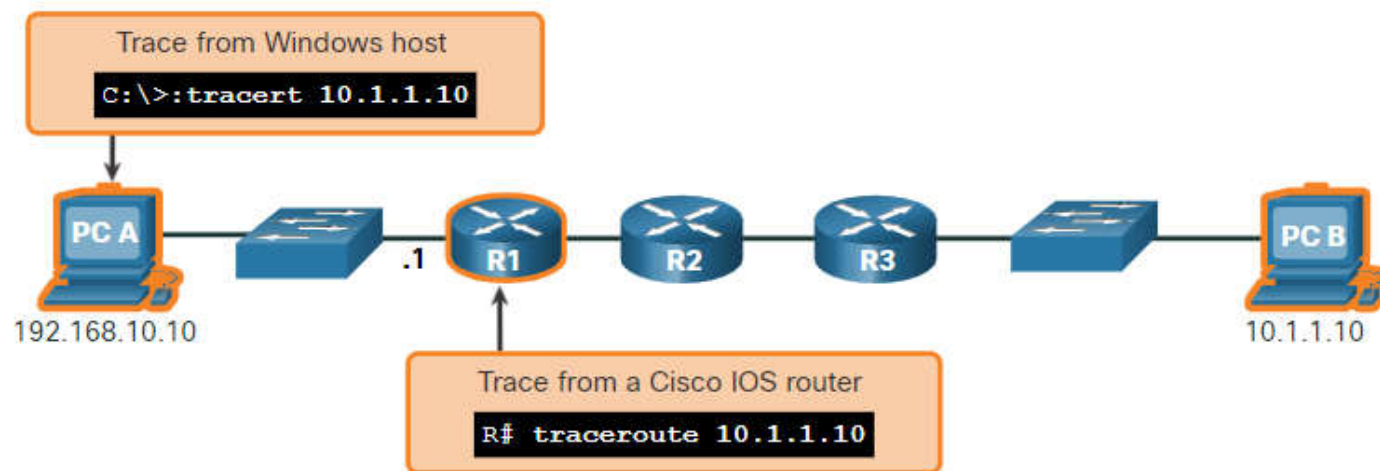 Trace from Windows host
C:\>:tracert 10.1.1.10
PC A
.1
R1
R2
R3
PC B
192.168.10.10
10.1.1.10
Trace from a Cisco IOS router
R# traceroute 10.1.1.10